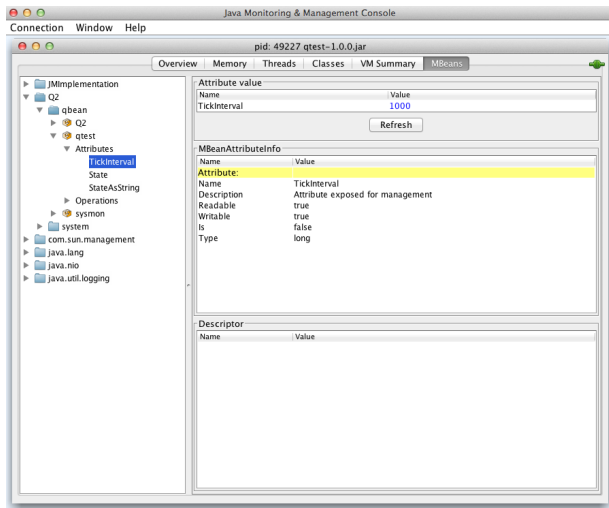 Java Monitoring & Management Console
Connection Window Help
pid: 49227 qtest-1.0.0.jar
Overview Memory Threads Classes VM Summary MBeans
JMImplementation
Q2
qbean
Q2
qtest
Attributes
TickInterval
State
StateAsString
Operations
sysmon
system
com.sun.management
java.lang
java.nio
java.util.logging
Attribute value
Name Value
TickInterval 1000
Refresh
MBeanAttributeInfo
Name Value
Attribute:
Name TickInterval
Description Attribute exposed for management
Readable true
Writable true
Is false
Type long
Descriptor
Name Value